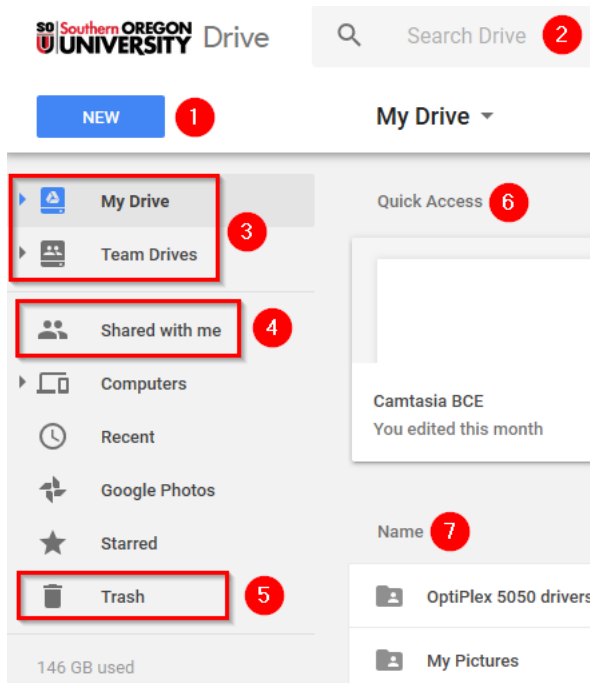 SO Southern OREGON
U UNIVERSITY Drive
Search Drive 2
NEW 1
My Drive
My Drive
Team Drives
3
Quick Access 6
Shared with me 4
Computers
Recent
Google Photos
Starred
Trash 5
146 GB used
Camtasia BCE
You edited this month
Name 7
OptiPlex 5050 drivers
My Pictures